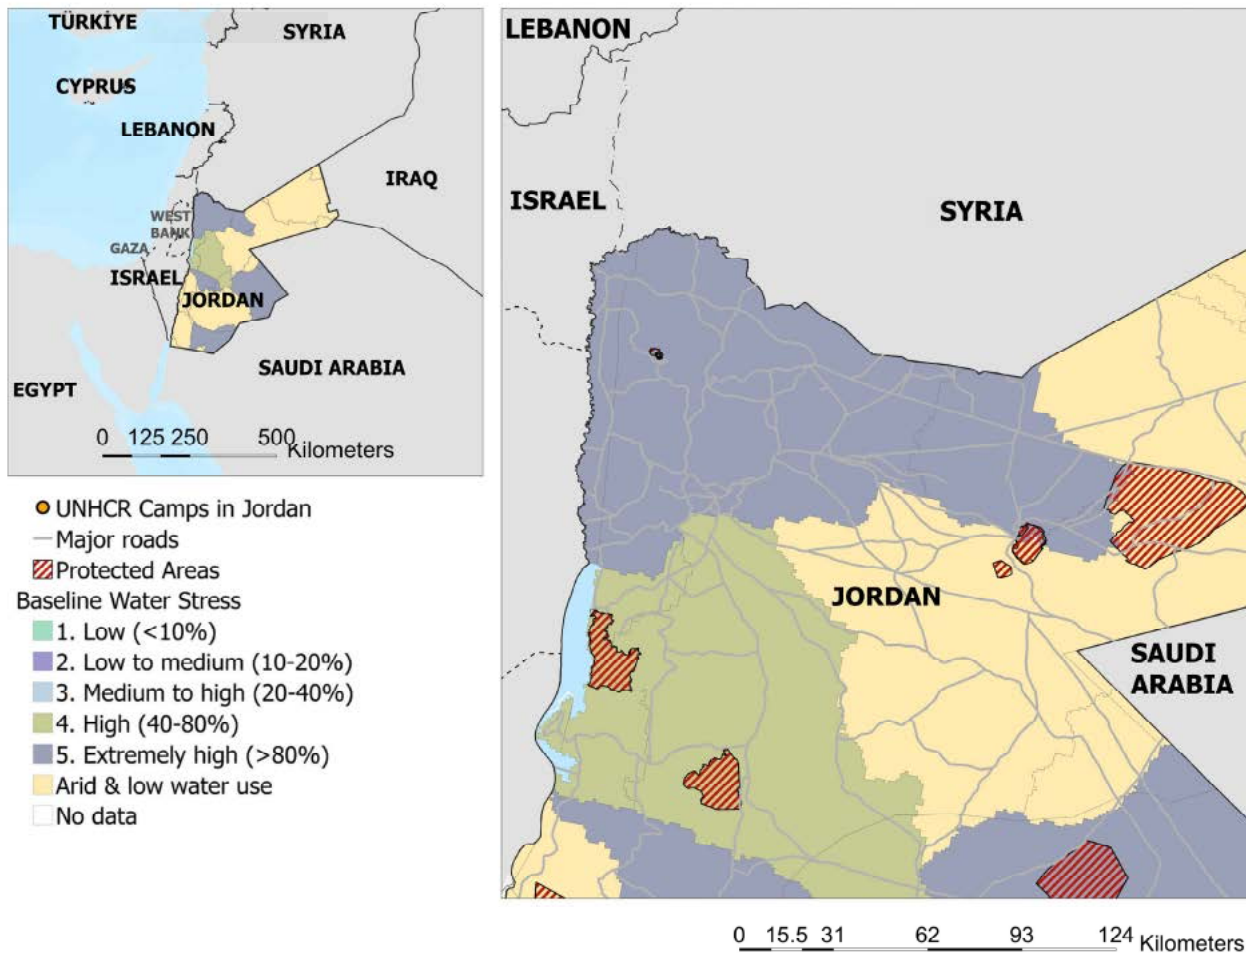 TÜRKİYE
SYRIA
CYPRUS
LEBANON
IRAQ
WEST
BANK
GAZA
ISRAEL
JORDAN
SAUDI ARABIA
EGYPT
0 125 250 500
Kilometers
UNHCR Camps in Jordan
Major roads
Protected Areas
Baseline Water Stress
1. Low (<10%)
2. Low to medium (10-20%)
3. Medium to high (20-40%)
4. High (40-80%)
5. Extremely high (>80%)
Arid & low water use
No data
LEBANON
ISRAEL
SYRIA
JORDAN
SAUDI
ARABIA
0 15.5 31 62 93 124 Kilometers